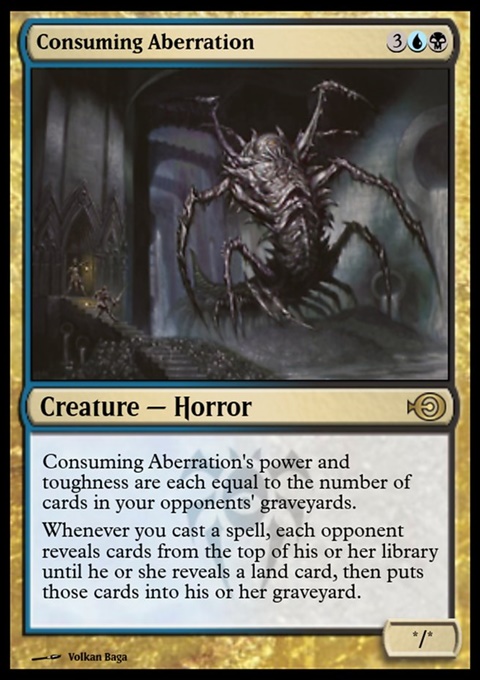 Consuming Aberration 3
Creature — Horror
Consuming Aberration's power and
toughness are each equal to the number of
cards in your opponents' graveyards.
Whenever you cast a spell, each opponent
reveals cards from the top of his or her library
until he or she reveals a land card, then puts
those cards into his or her graveyard.
*/*
Volkan Baga